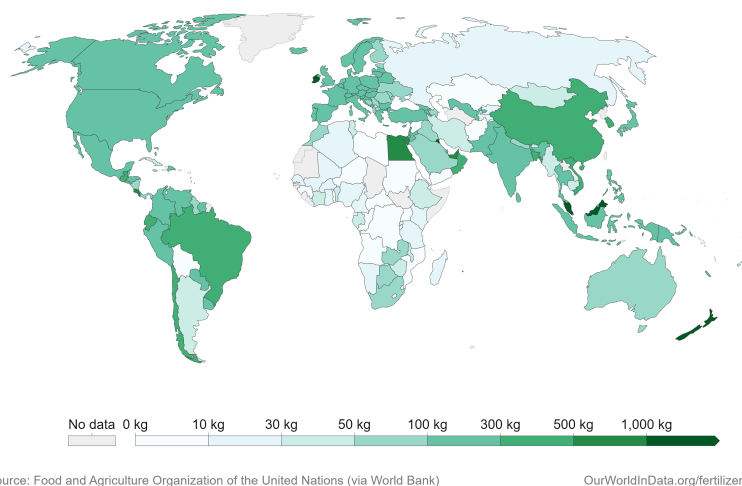 No data 0 kg 10 kg 30 kg 50 kg 100 kg 300 kg 500 kg 1,000 kg
ource: Food and Agriculture Organization of the United Nations (via World Bank) OurWorldInData.org/fertilizer